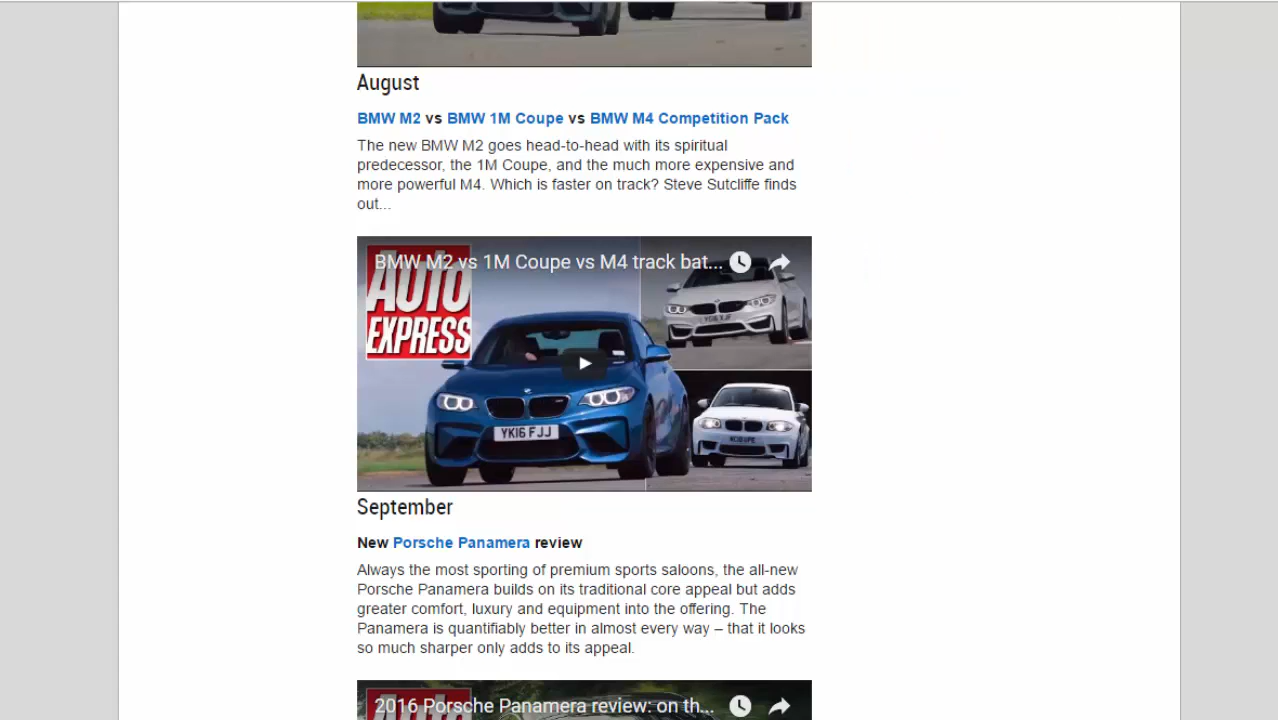 August
BMW M2 vs BMW 1M Coupe vs BMW M4 Competition Pack
The new BMW M2 goes head-to-head with its spiritual
predecessor, the 1M Coupe, and the much more expensive and
more powerful M4. Which is faster on track? Steve Sutcliffe finds
out...
BMW M2 vs 1M Coupe vs M4 track bat...
AUTO
EXPRESS
YK16 FJJ
September
New Porsche Panamera review
Always the most sporting of premium sports saloons, the all-new
Porsche Panamera builds on its traditional core appeal but adds
greater comfort, luxury and equipment into the offering. The
Panamera is quantifiably better in almost every way – that it looks
so much sharper only adds to its appeal.
2016 Porsche Panamera review: on th...
AUTO